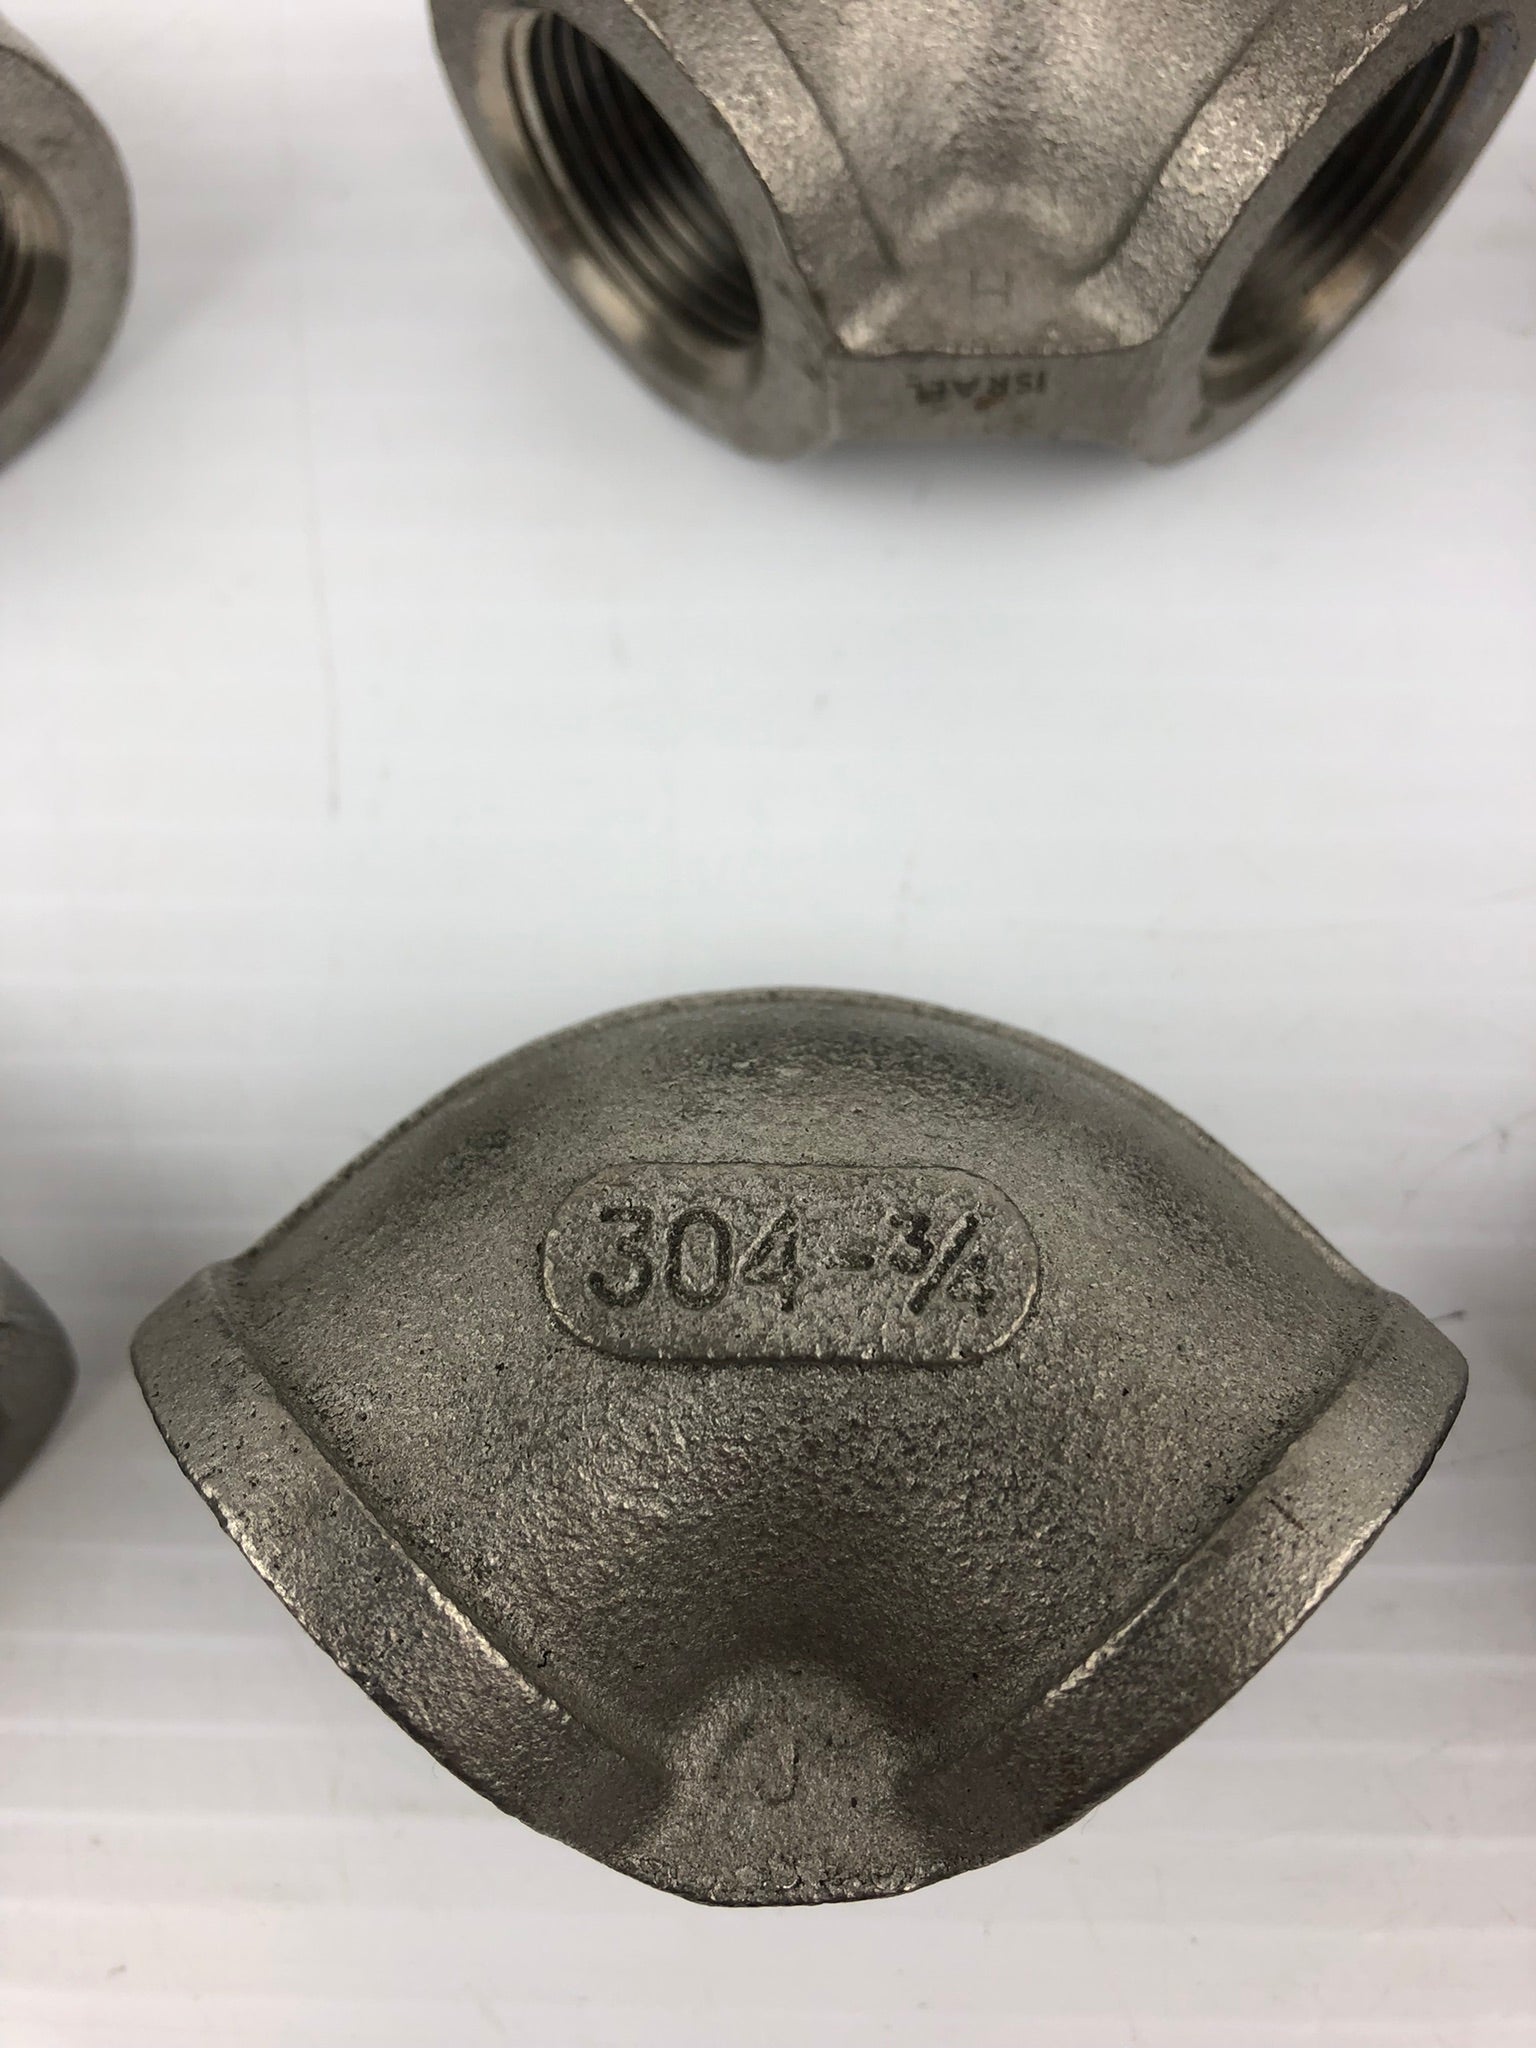 H
ISRAEL
304-3/4
J